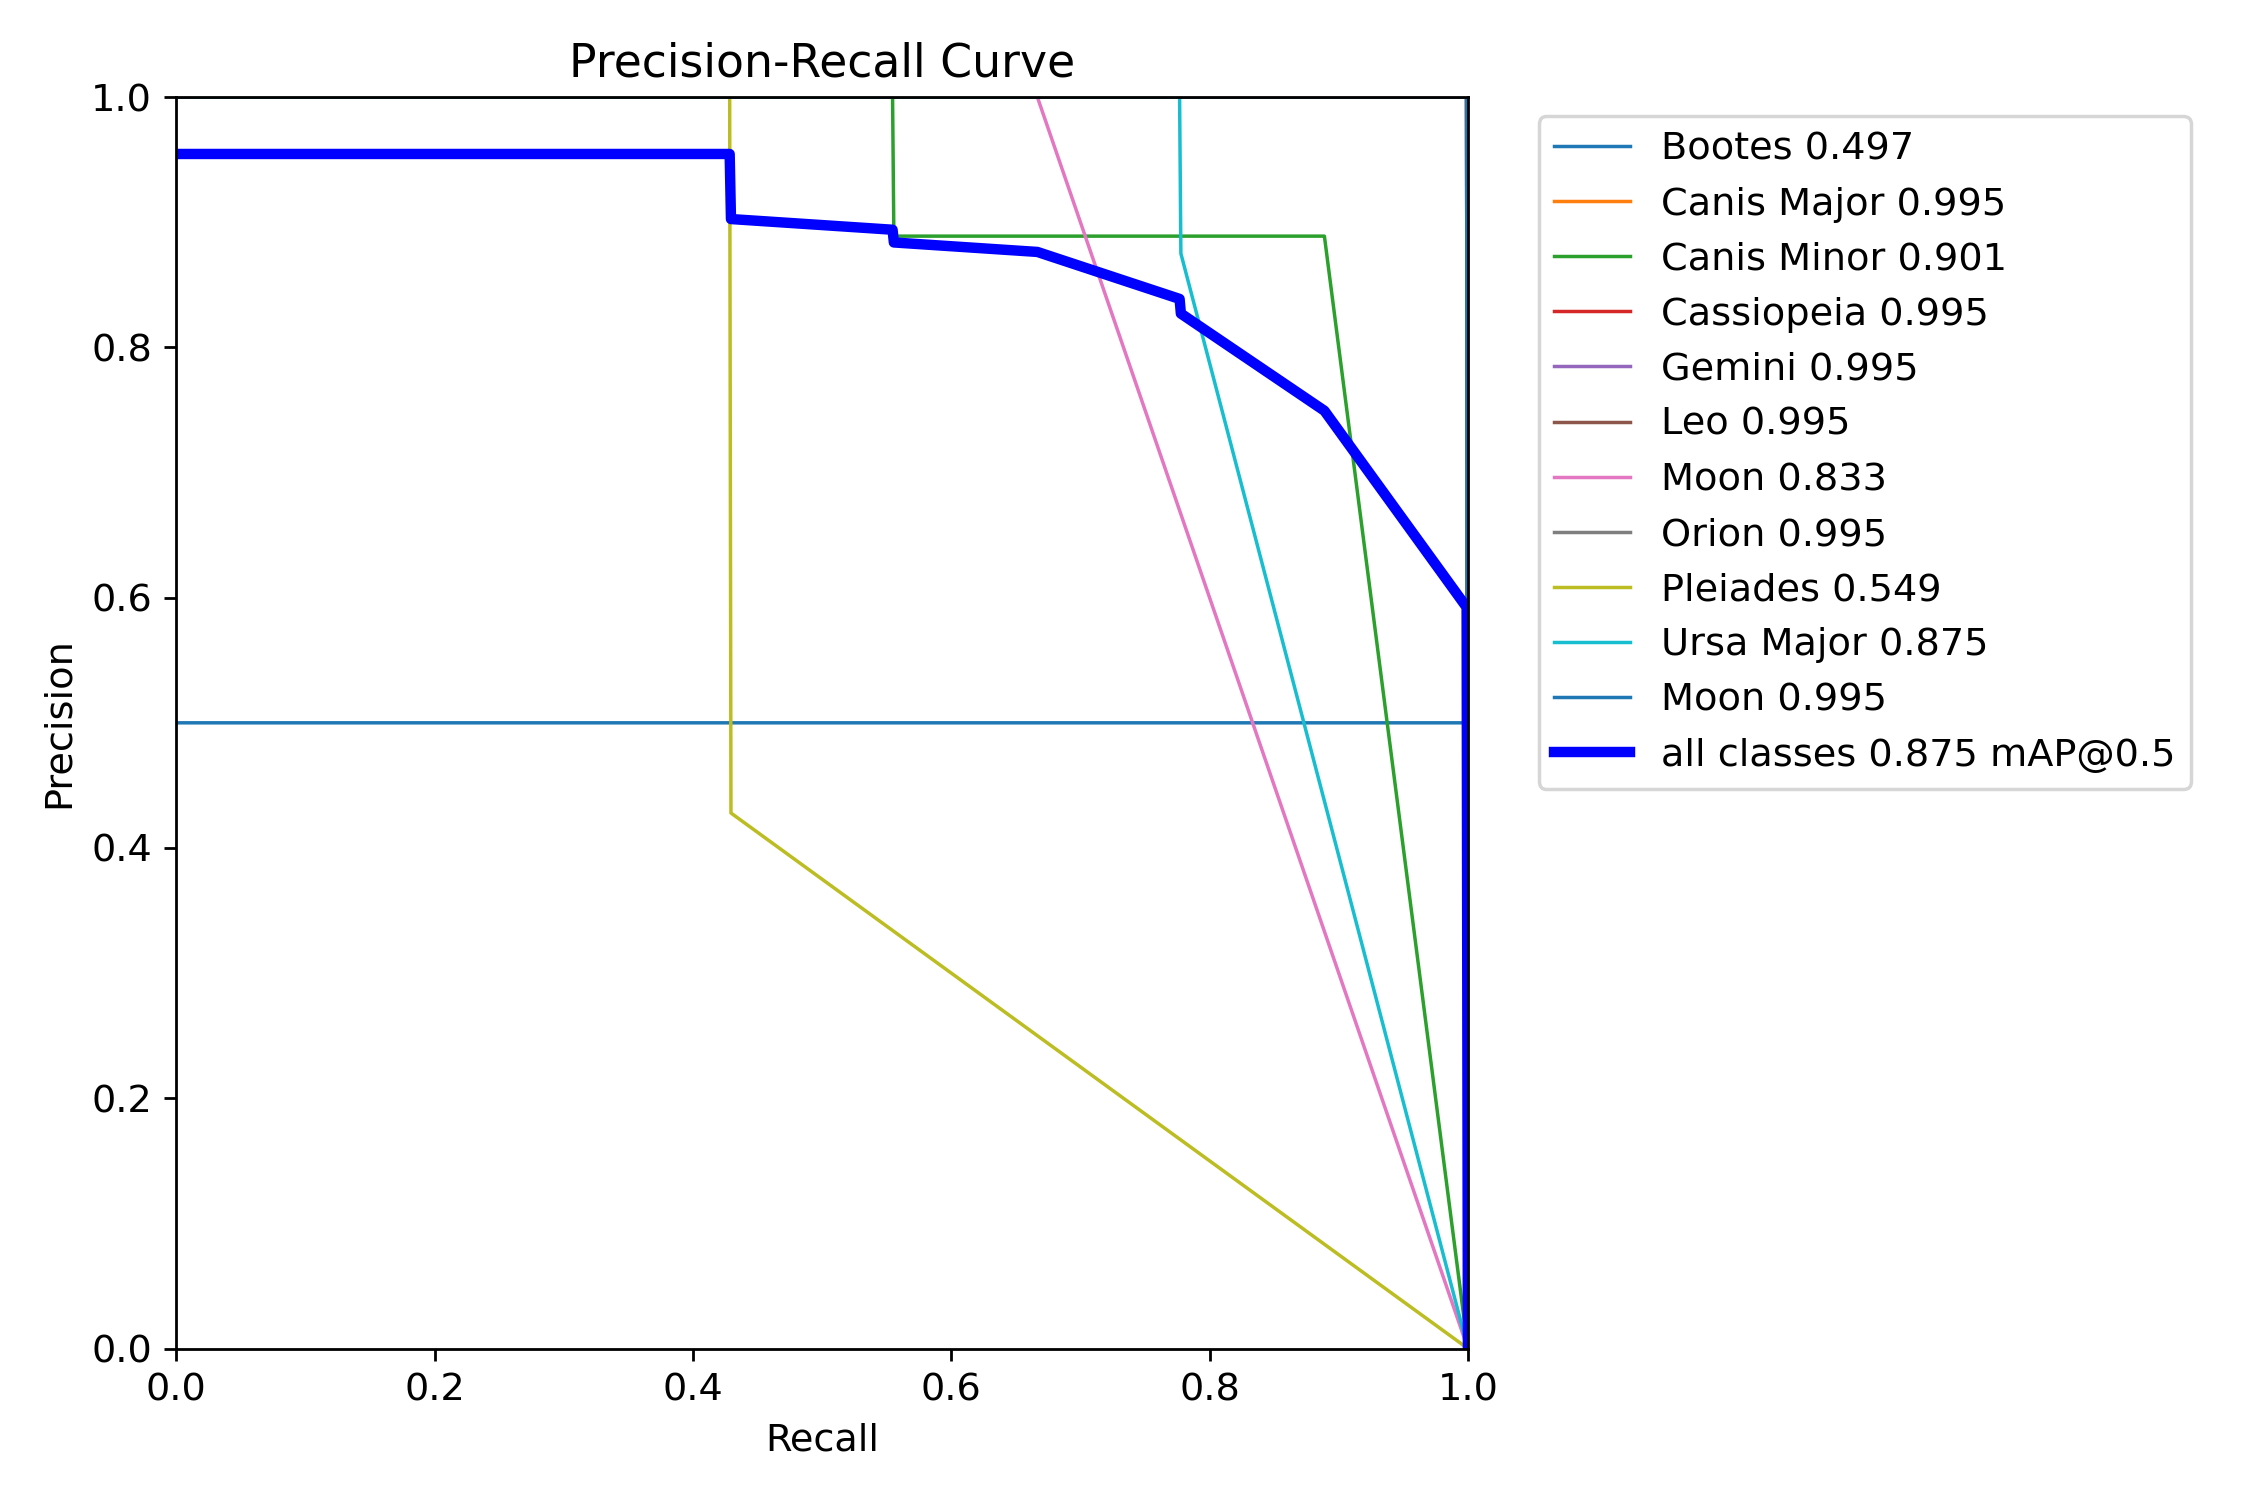 Precision-Recall Curve
1.0
0.8
0.6
0.4
0.2
0.0
Precision
0.0 0.2 0.4 0.6 0.8 1.0
Recall
Bootes 0.497
Canis Major 0.995
Canis Minor 0.901
Cassiopeia 0.995
Gemini 0.995
Leo 0.995
Moon 0.833
Orion 0.995
Pleiades 0.549
Ursa Major 0.875
Moon 0.995
all classes 0.875 mAP@0.5